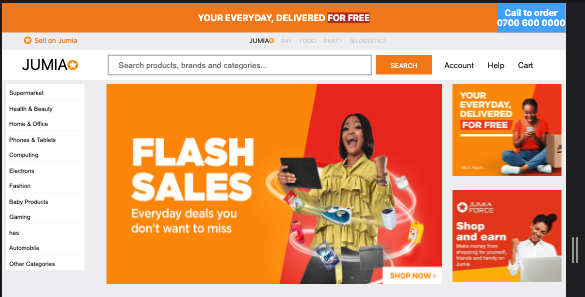 YOUR EVERYDAY, DELIVERED FOR FREE
Call to order
0700 600 0000
Sell on Jumia
JUMIA PAY FOOD PARTY LOGISTICS
JUMIA
Search products, brands and categories...
SEARCH
Account Help Cart
Supermarket
Health & Beauty
Home & Office
Phones & Tablets
Computing
Electrons
Fashion
Baby Products
Gaming
has
Automobile
Other Categories
FLASH
SALES
Everyday deals you
don't want to miss
SHOP NOW ›
YOUR
EVERYDAY,
DELIVERED
FOR FREE
JUMIA
FORCE
Shop
and earn
Make money from
shopping for yourself,
friends and family on
Jumia